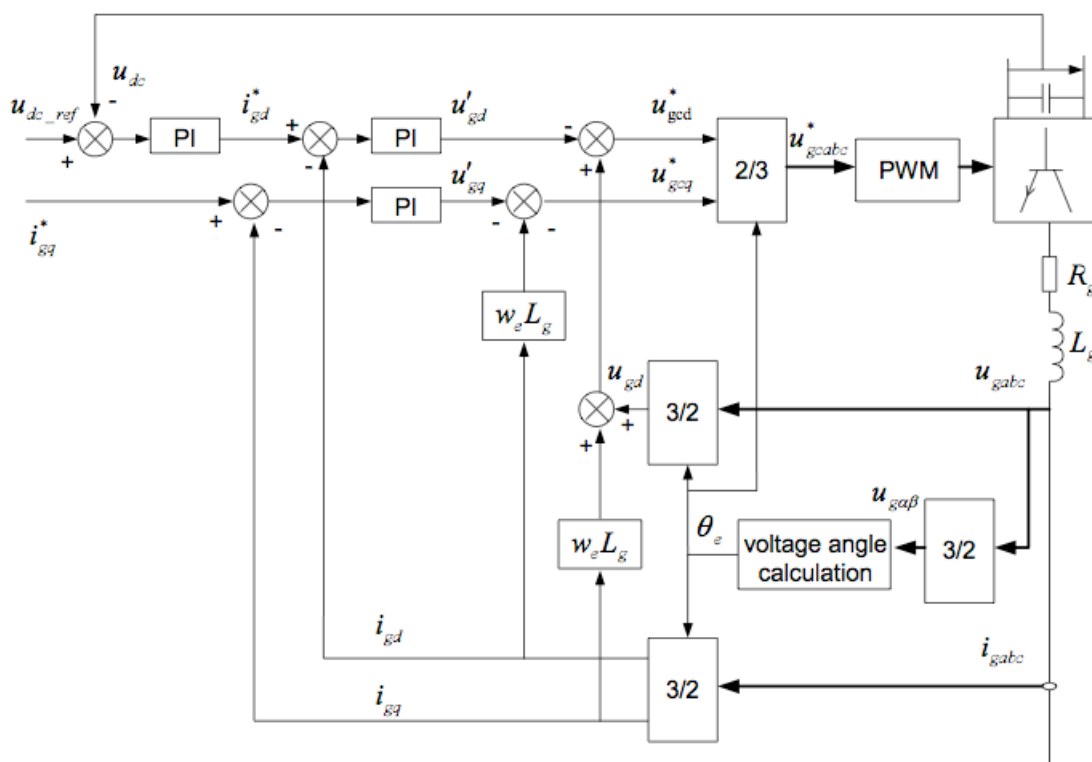 u_dc
-
u_dc_ref
+
PI
i*_gd
+
-
PI
u'_gd
-
+
u*_gcd
2/3
u*_gcabc
PWM
i*_gq
+
-
PI
u'_gq
-
-
u*_gcq
R_g
L_g
w_e L_g
u_gd
+
+
3/2
u_gabc
w_e L_g
θ_e
voltage angle
calculation
u_gαβ
3/2
i_gd
i_gq
3/2
i_gabc